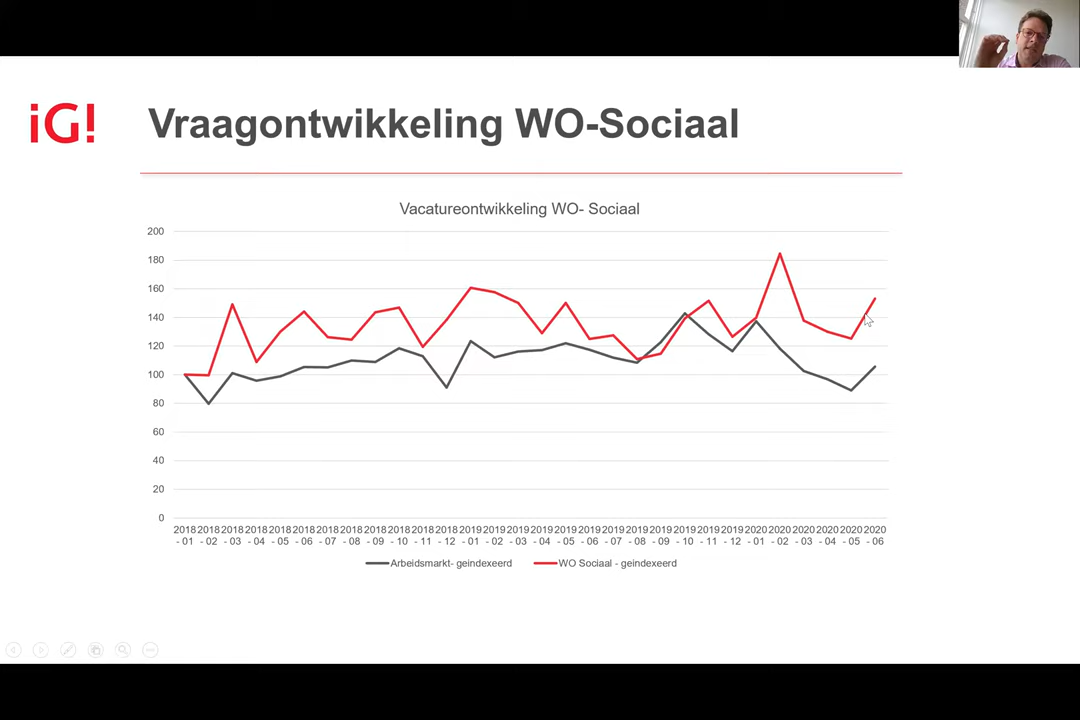 iG!
Vraagontwikkeling WO-Sociaal
Vacatureontwikkeling WO- Sociaal
200
180
160
140
120
100
80
60
40
20
0
2018 2018 2018 2018 2018 2018 2018 2018 2018 2018 2018 2018 2019 2019 2019 2019 2019 2019 2019 2019 2019 2019 2019 2019 2020 2020 2020 2020 2020 2020
- 01 - 02 - 03 - 04 - 05 - 06 - 07 - 08 - 09 - 10 - 11 - 12 - 01 - 02 - 03 - 04 - 05 - 06 - 07 - 08 - 09 - 10 - 11 - 12 - 01 - 02 - 03 - 04 - 05 - 06
Arbeidsmarkt- geindexeerd WO Sociaal - geindexeerd